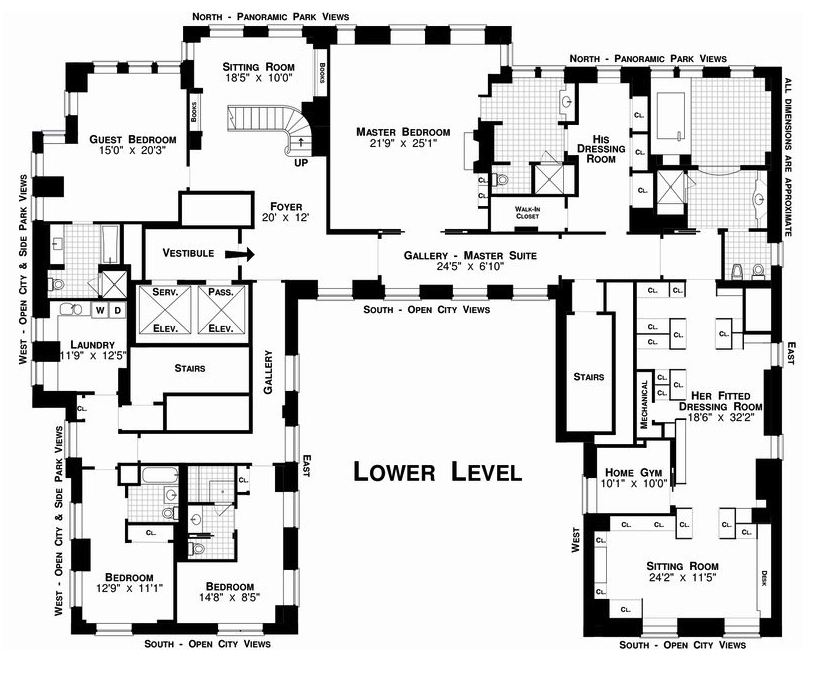 NORTH - PANORAMIC PARK VIEWS
SITTING ROOM
18'5" X 10'0"
BOOKS
BOOKS
UP
GUEST BEDROOM
15'0" X 20'3"
MASTER BEDROOM
21'9" X 25'1"
NORTH - PANORAMIC PARK VIEWS
HIS
DRESSING
ROOM
CL.
CL.
CL.
CL.
CL.
WALK-IN
CLOSET
ALL DIMENSIONS ARE APPROXIMATE
FOYER
20' X 12'
VESTIBULE
GALLERY - MASTER SUITE
24'5" X 6'10"
SOUTH - OPEN CITY VIEWS
WEST - OPEN CITY & SIDE PARK VIEWS
SERV.
ELEV.
PASS.
ELEV.
W
D
LAUNDRY
11'9" X 12'5"
STAIRS
GALLERY
CL.
EAST
WEST - OPEN CITY & SIDE PARK VIEWS
CL.
CL.
BEDROOM
12'9" X 11'1"
BEDROOM
14'8" X 8'5"
SOUTH - OPEN CITY VIEWS
LOWER LEVEL
STAIRS
CL.
CL.
CL.
CL.
CL.
CL.
CL.
CL.
CL.
MECHANICAL
HER FITTED
DRESSING ROOM
18'6" X 32'2"
EAST
HOME GYM
10'1" X 10'0"
WEST
CL.
CL.
CL.
CL.
CL.
CL.
CL.
CL.
CL.
SITTING ROOM
24'2" X 11'5"
DESK
SOUTH - OPEN CITY VIEWS